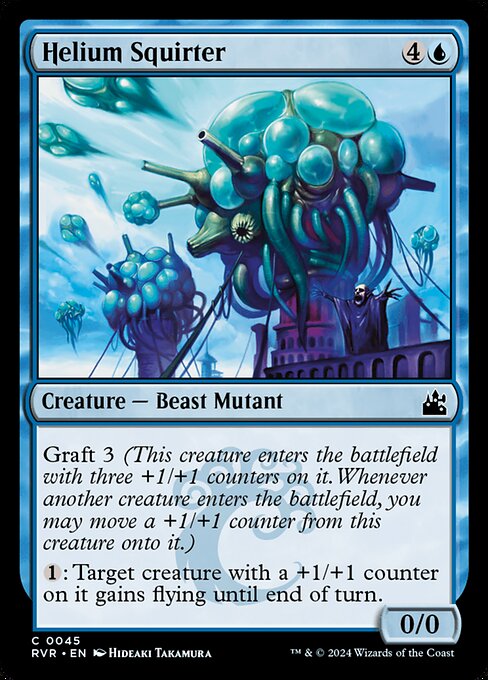 Helium Squirter 4
Creature — Beast Mutant
Graft 3 (This creature enters the battlefield
with three +1/+1 counters on it. Whenever
another creature enters the battlefield, you
may move a +1/+1 counter from this
creature onto it.)
1: Target creature with a +1/+1 counter
on it gains flying until end of turn.
0/0
C 0045
RVR • EN Hideaki Takamura
™ & © 2024 Wizards of the Coast